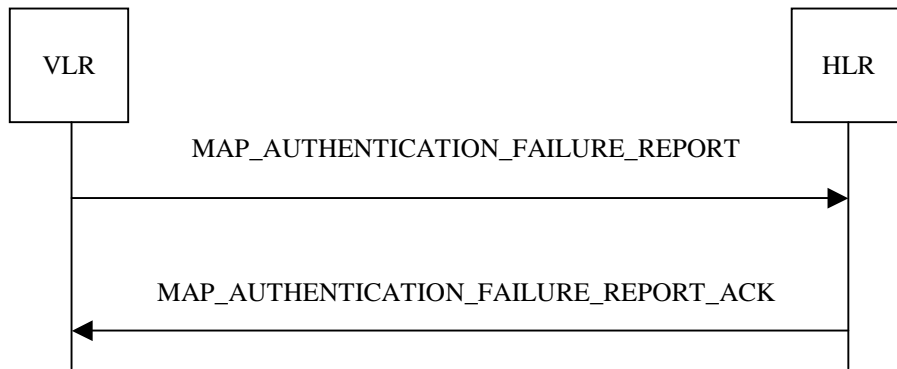 VLR
HLR
MAP_AUTHENTICATION_FAILURE_REPORT
MAP_AUTHENTICATION_FAILURE_REPORT_ACK